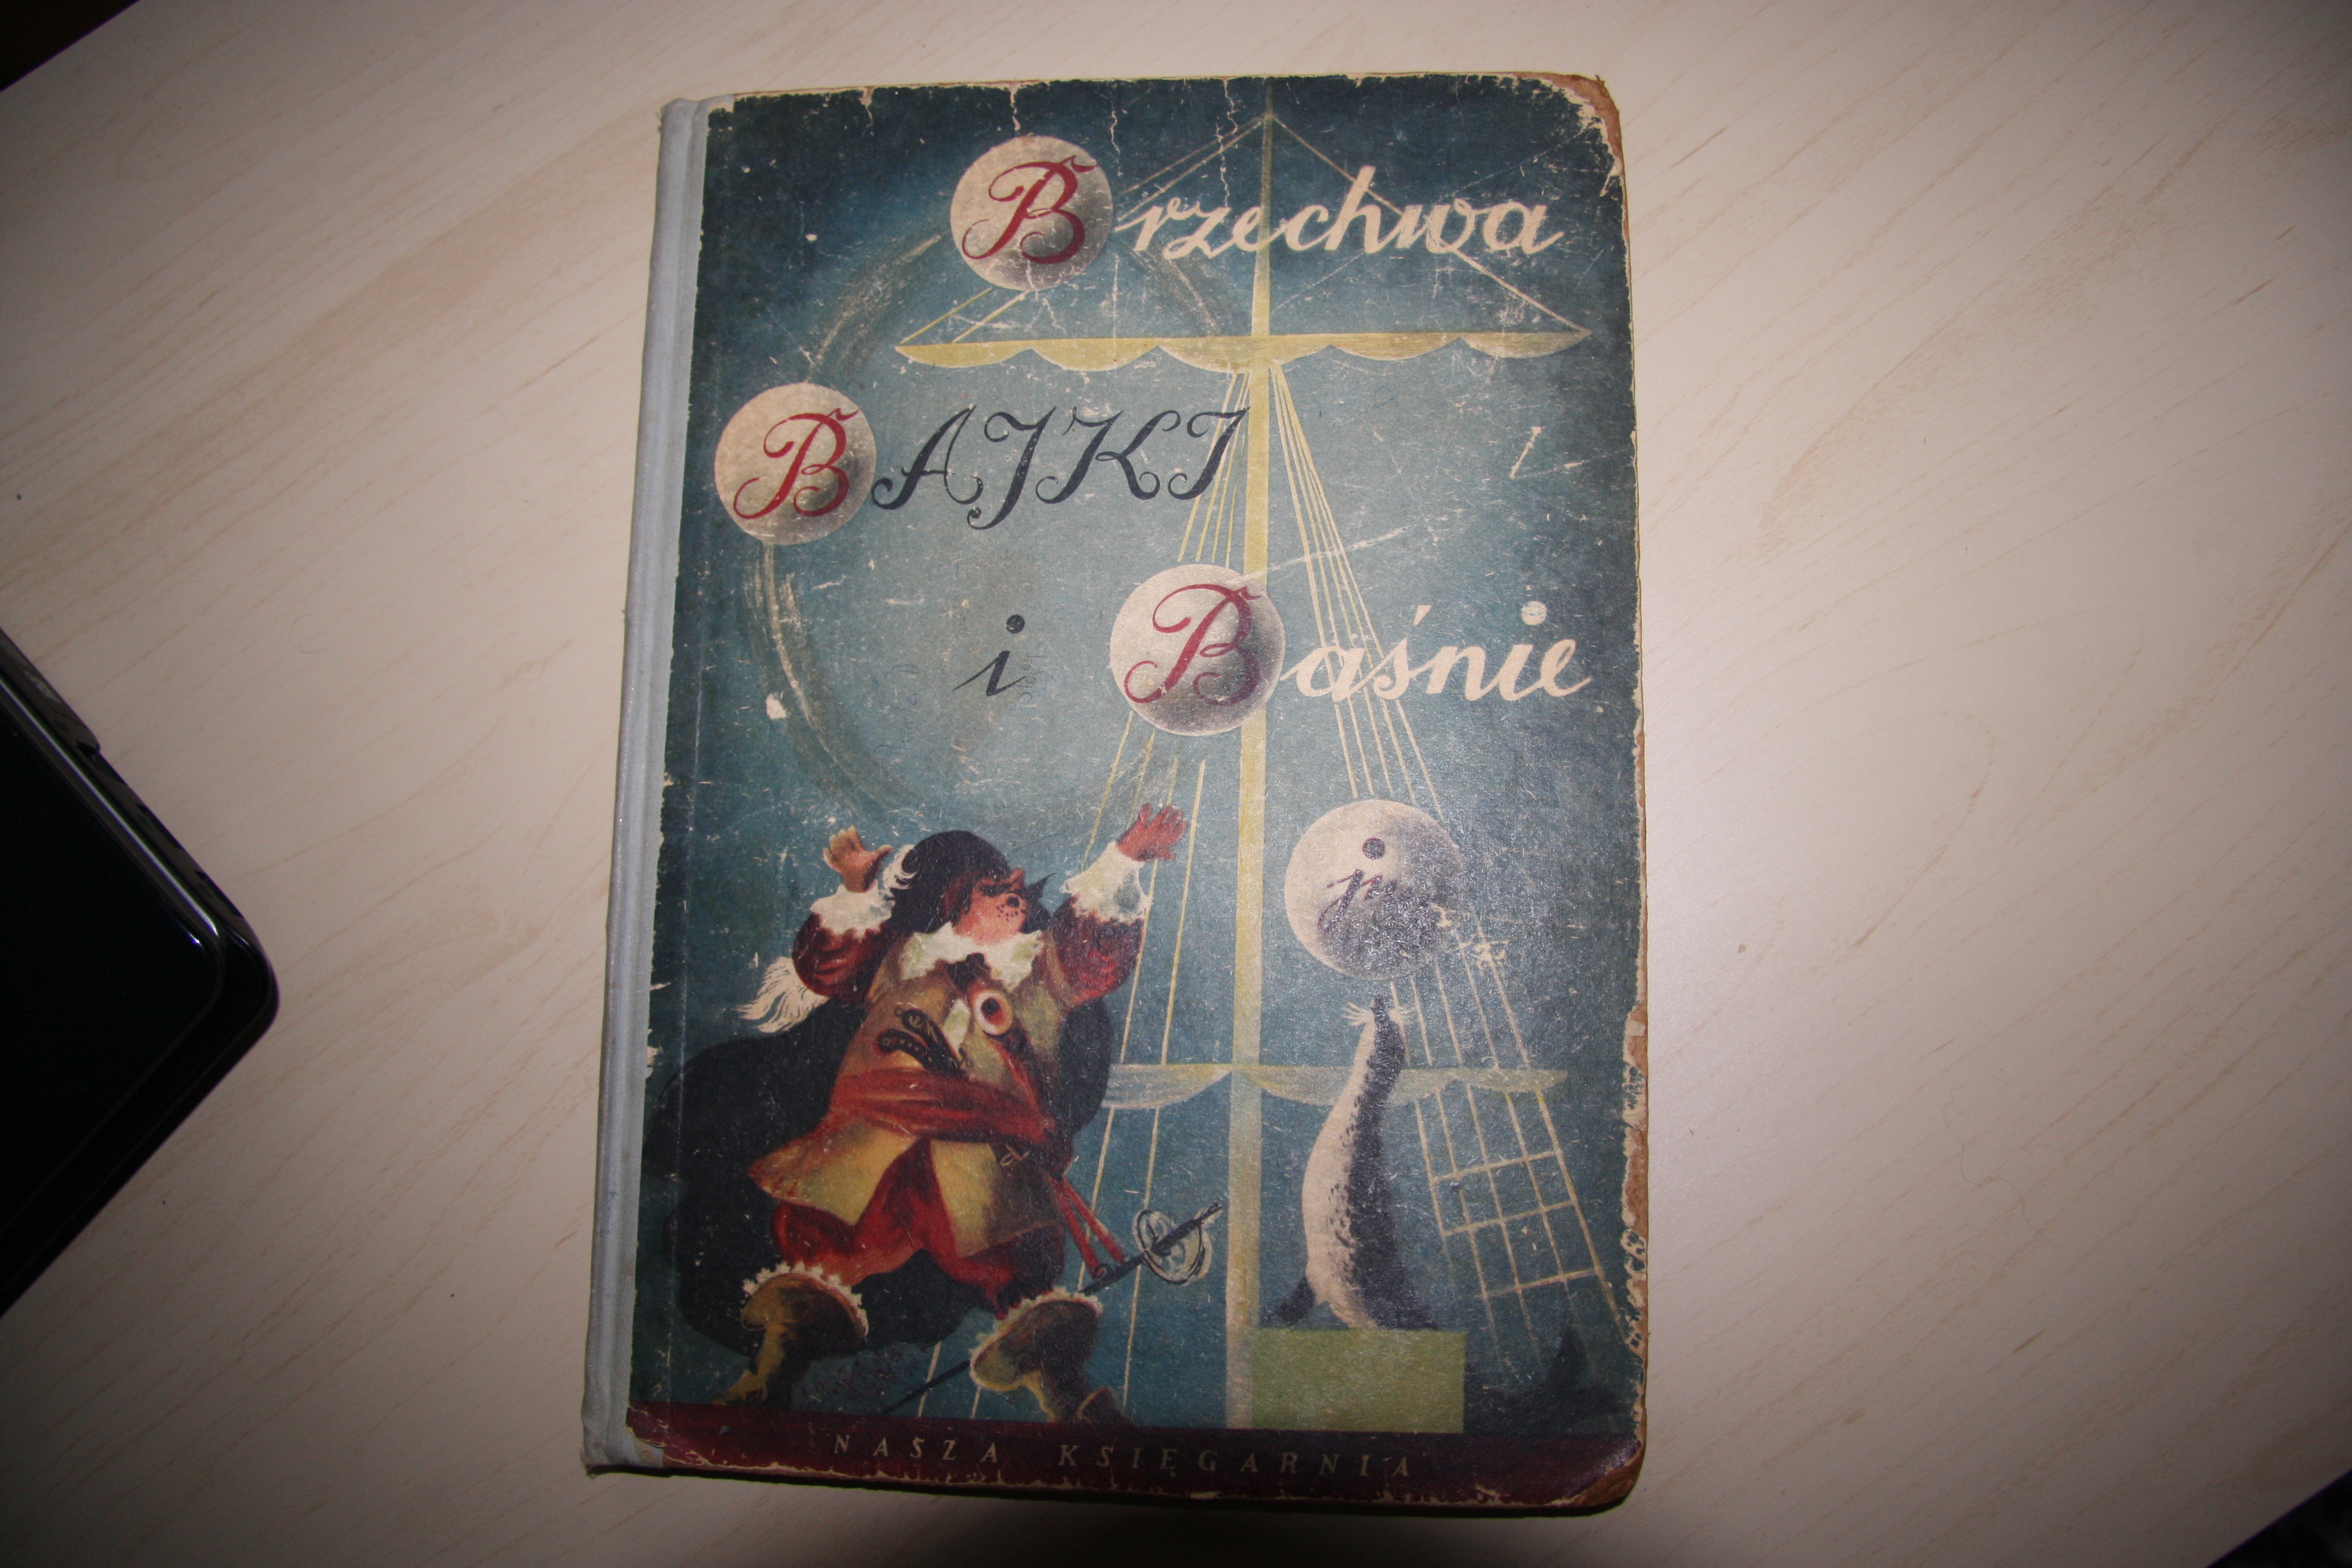 Brzechwa
BAJKI
i Baśnie
NASZA KSIĘGARNIA